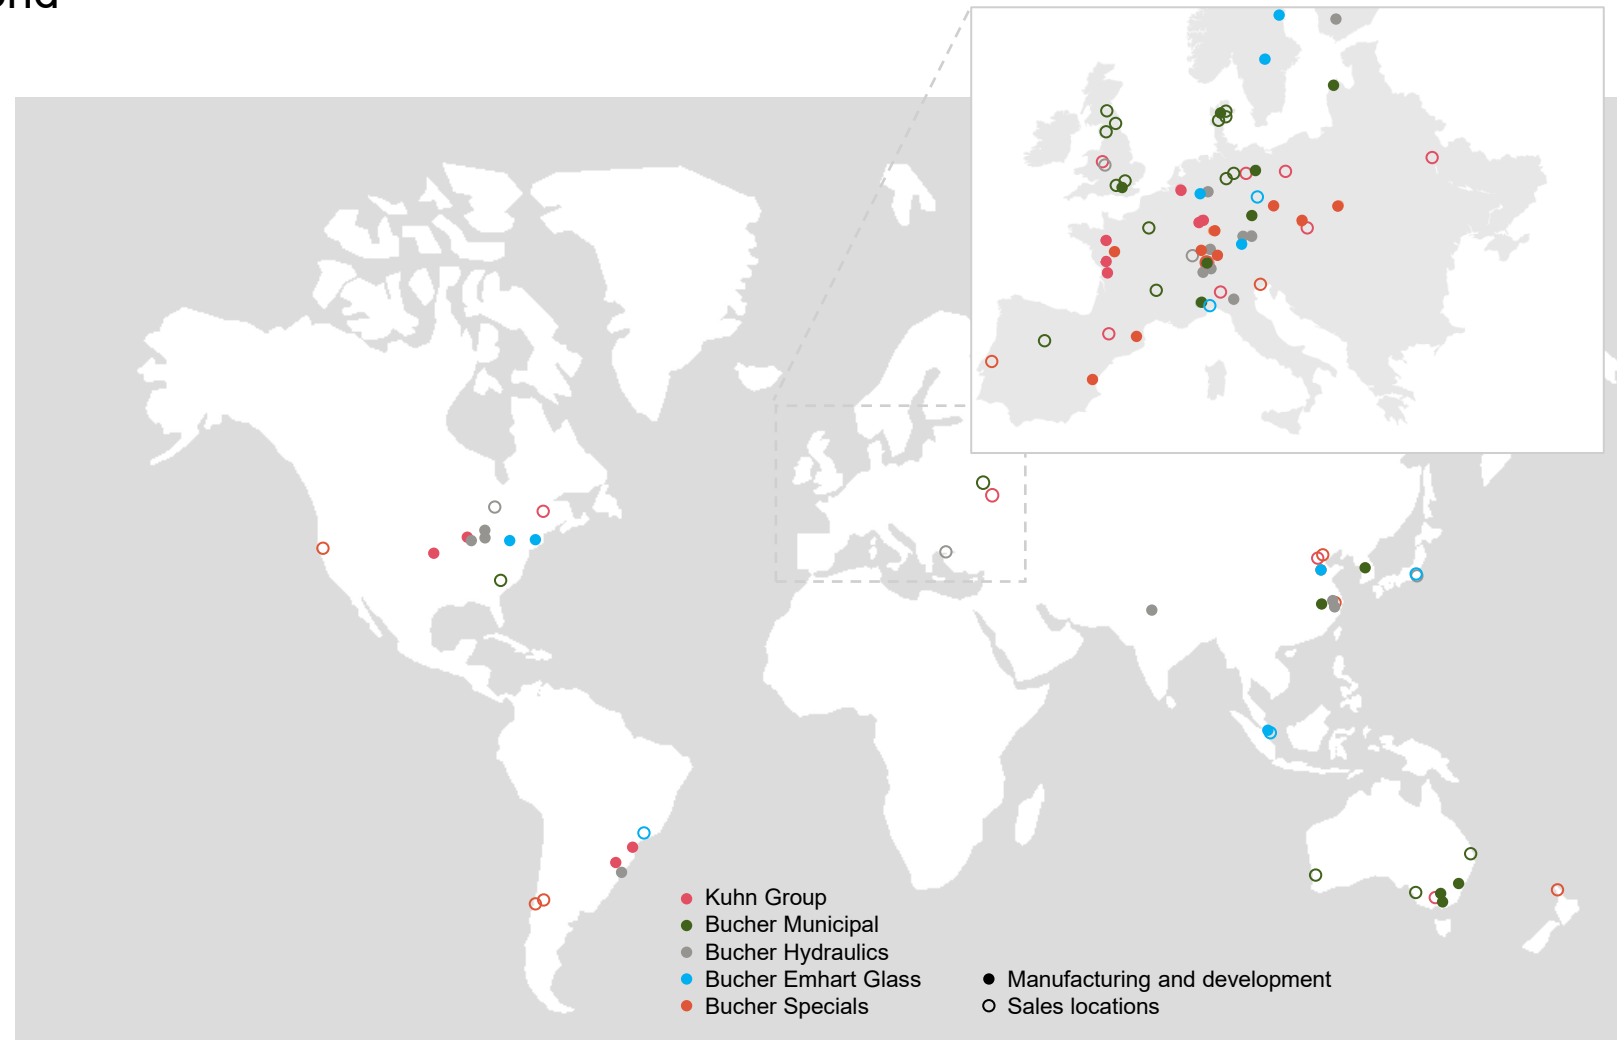 Kuhn Group
Bucher Municipal
Bucher Hydraulics
Bucher Emhart Glass
Bucher Specials
Manufacturing and development
Sales locations